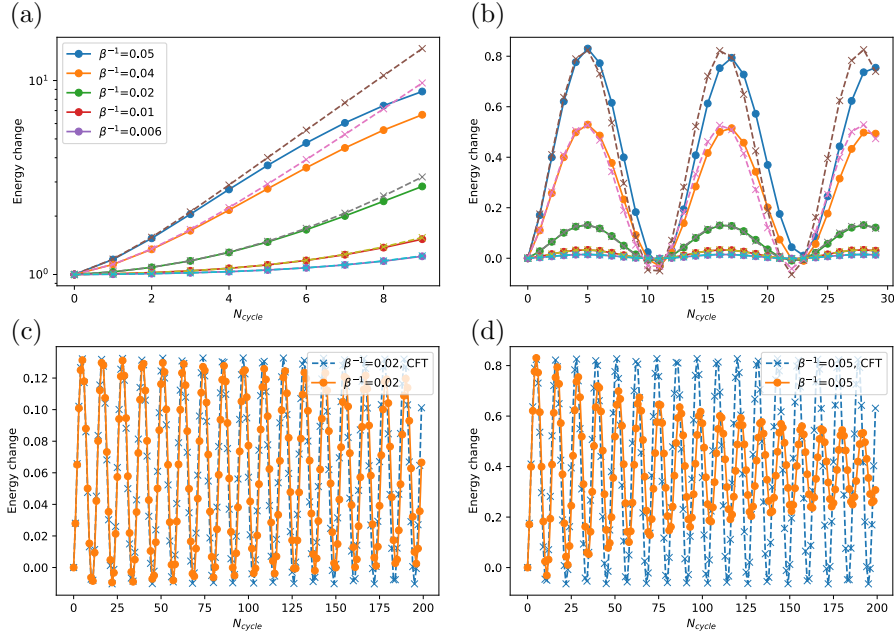 (a)
(b)
10¹
10⁰
Energy change
β⁻¹=0.05
β⁻¹=0.04
β⁻¹=0.02
β⁻¹=0.01
β⁻¹=0.006
0 2 4 6 8
N_cycle
0.8
0.6
0.4
0.2
0.0
Energy change
0 5 10 15 20 25 30
N_cycle
(c)
(d)
0.12
0.10
0.08
0.06
0.04
0.02
0.00
Energy change
β⁻¹=0.02, CFT
β⁻¹=0.02
0 25 50 75 100 125 150 175 200
N_cycle
0.8
0.6
0.4
0.2
0.0
Energy change
β⁻¹=0.05, CFT
β⁻¹=0.05
0 25 50 75 100 125 150 175 200
N_cycle